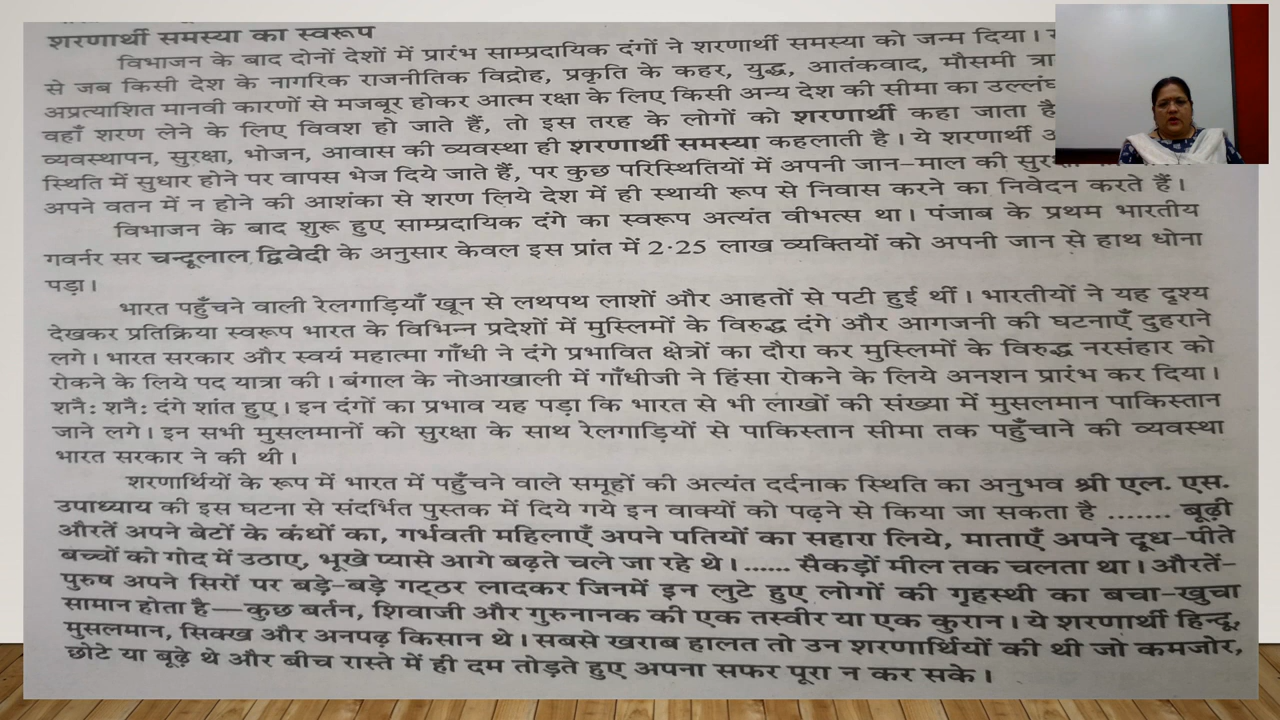 शरणार्थी समस्या का स्वरूप
विभाजन के बाद दोनों देशों में प्रारंभ साम्प्रदायिक दंगों ने शरणार्थी समस्या को जन्म दिया।
से जब किसी देश के नागरिक राजनीतिक विद्रोह, प्रकृति के कहर, युद्ध, आतंकवाद, मौसमी
अप्रत्याशित मानवी कारणों से मजबूर होकर आत्म रक्षा के लिए किसी अन्य देश की सीमा का
वहाँ शरण लेने के लिए विवश हो जाते हैं, तो इस तरह के लोगों को शरणार्थी कहा जाता है
व्यवस्थापन, सुरक्षा, भोजन, आवास की व्यवस्था ही शरणार्थी समस्या कहलाती है। ये शरणार्थी
स्थिति में सुधार होने पर वापस भेज दिये जाते हैं, पर कुछ परिस्थितियों में अपनी जान-माल की
अपने वतन में न होने की आशंका से शरण लिये देश में ही स्थायी रूप से निवास करने का निवेदन करते हैं।
विभाजन के बाद शुरू हुए साम्प्रदायिक दंगे का स्वरूप अत्यंत वीभत्स था। पंजाब के प्रथम भारतीय
गवर्नर सर चन्दूलाल द्विवेदी के अनुसार केवल इस प्रांत में 2·25 लाख व्यक्तियों को अपनी जान से हाथ धोना
पड़ा।
भारत पहुँचने वाली रेलगाड़ियाँ खून से लथपथ लाशों और आहतों से पटी हुई थीं। भारतीयों ने यह दृश्य
देखकर प्रतिक्रिया स्वरूप भारत के विभिन्न प्रदेशों में मुस्लिमों के विरुद्ध दंगे और आगजनी की घटनाएँ दुहराने
लगे। भारत सरकार और स्वयं महात्मा गाँधी ने दंगे प्रभावित क्षेत्रों का दौरा कर मुस्लिमों के विरुद्ध नरसंहार को
रोकने के लिये पद यात्रा की। बंगाल के नोआखाली में गाँधीजी ने हिंसा रोकने के लिये अनशन प्रारंभ कर दिया।
शनै: शनै: दंगे शांत हुए। इन दंगों का प्रभाव यह पड़ा कि भारत से भी लाखों की संख्या में मुसलमान पाकिस्तान
जाने लगे। इन सभी मुसलमानों को सुरक्षा के साथ रेलगाड़ियों से पाकिस्तान सीमा तक पहुँचाने की व्यवस्था
भारत सरकार ने की थी।
शरणार्थियों के रूप में भारत में पहुँचने वाले समूहों की अत्यंत दर्दनाक स्थिति का अनुभव श्री एल. एस.
उपाध्याय की इस घटना से संदर्भित पुस्तक में दिये गये इन वाक्यों को पढ़ने से किया जा सकता है ........ बूढ़ी
औरतें अपने बेटों के कंधों का, गर्भवती महिलाएँ अपने पतियों का सहारा लिये, माताएँ अपने दूध-पीते
बच्चों को गोद में उठाए, भूखे प्यासे आगे बढ़ते चले जा रहे थे। ...... सैकड़ों मील तक चलता था। औरतें-
पुरुष अपने सिरों पर बड़े-बड़े गट्ठर लादकर जिनमें इन लुटे हुए लोगों की गृहस्थी का बचा-खुचा
सामान होता है—कुछ बर्तन, शिवाजी और गुरुनानक की एक तस्वीर या एक कुरान। ये शरणार्थी हिन्दू,
मुसलमान, सिक्ख और अनपढ़ किसान थे। सबसे खराब हालत तो उन शरणार्थियों की थी जो कमजोर,
छोटे या बूढ़े थे और बीच रास्ते में ही दम तोड़ते हुए अपना सफर पूरा न कर सके।